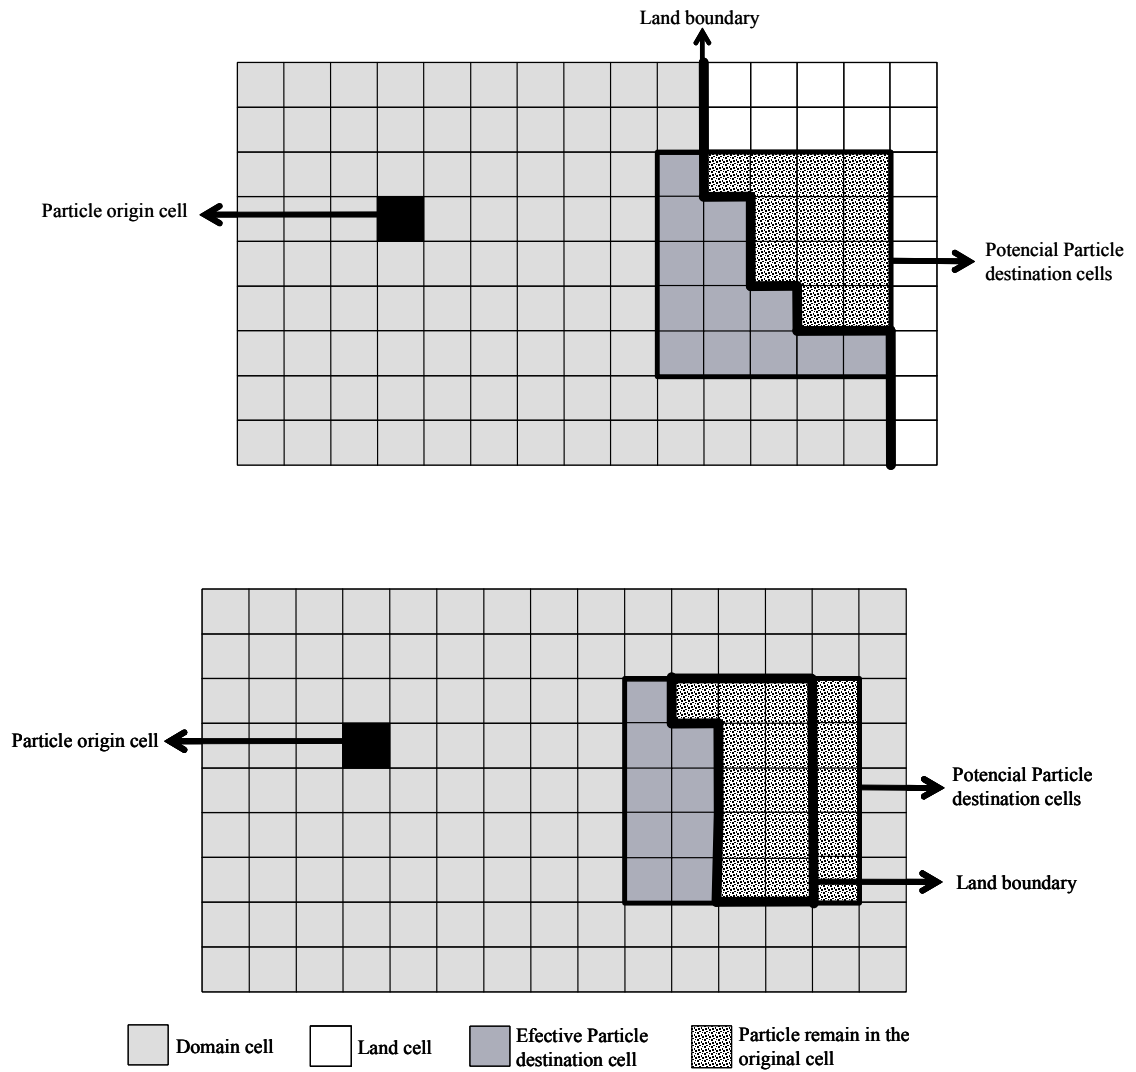 Land boundary
Particle origin cell
Potencial Particle
destination cells
Particle origin cell
Potencial Particle
destination cells
Land boundary
Domain cell
Land cell
Efective Particle
destination cell
Particle remain in the
original cell